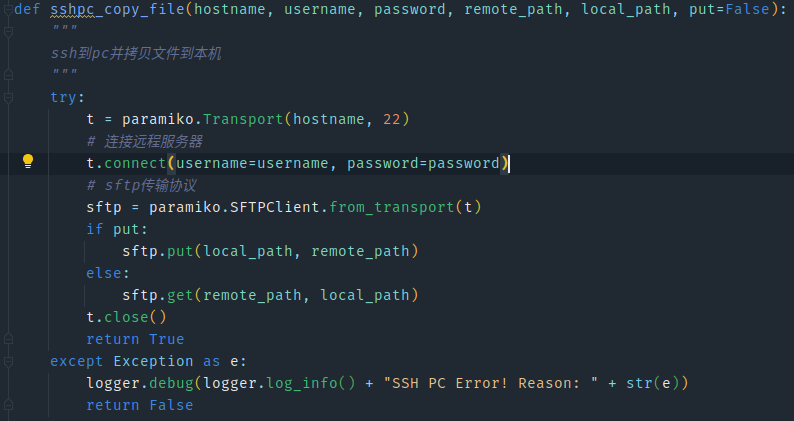 def sshpc_copy_file(hostname, username, password, remote_path, local_path, put=False):
"""
ssh到pc并拷贝文件到本机
"""
try:
t = paramiko.Transport(hostname, 22)
# 连接远程服务器
t.connect(username=username, password=password)
# sftp传输协议
sftp = paramiko.SFTPClient.from_transport(t)
if put:
sftp.put(local_path, remote_path)
else:
sftp.get(remote_path, local_path)
t.close()
return True
except Exception as e:
logger.debug(logger.log_info() + "SSH PC Error! Reason: " + str(e))
return False